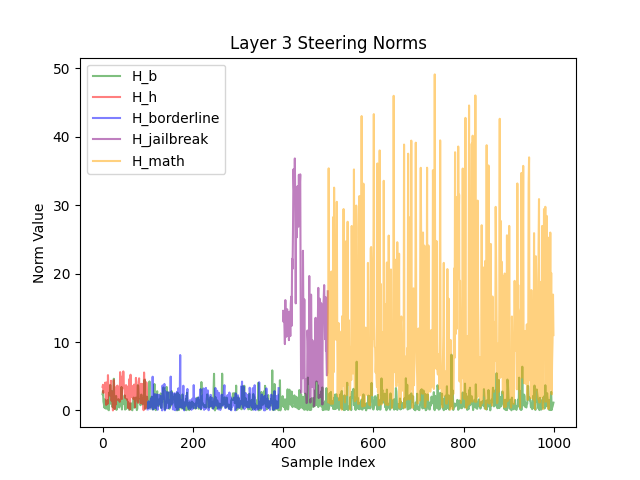 Layer 3 Steering Norms
H_b
H_h
H_borderline
H_jailbreak
H_math
50
40
30
20
10
0
Norm Value
0 200 400 600 800 1000
Sample Index